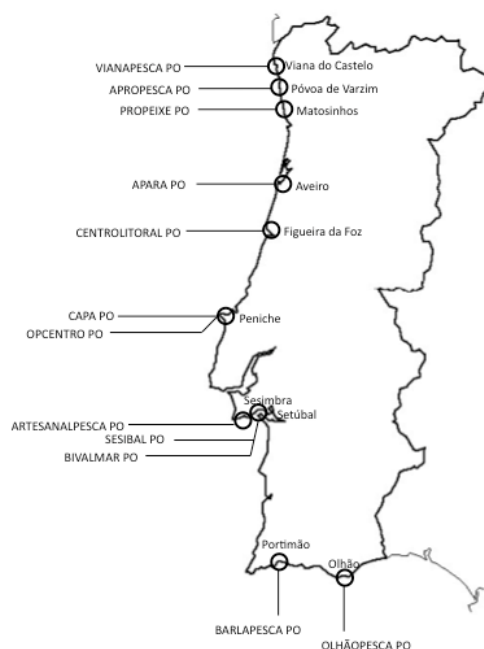 VIANAPESCA PO
Viana do Castelo
APROPESCA PO
Póvoa de Varzim
PROPEIXE PO
Matosinhos
APARA PO
Aveiro
CENTROLITORAL PO
Figueira da Foz
CAPA PO
Peniche
OPCENTRO PO
Sesimbra
Setúbal
ARTESANALPESCA PO
SESIBAL PO
BIVALMAR PO
Portimão
Olhão
BARLAPESCA PO
OLHÃOPESCA PO